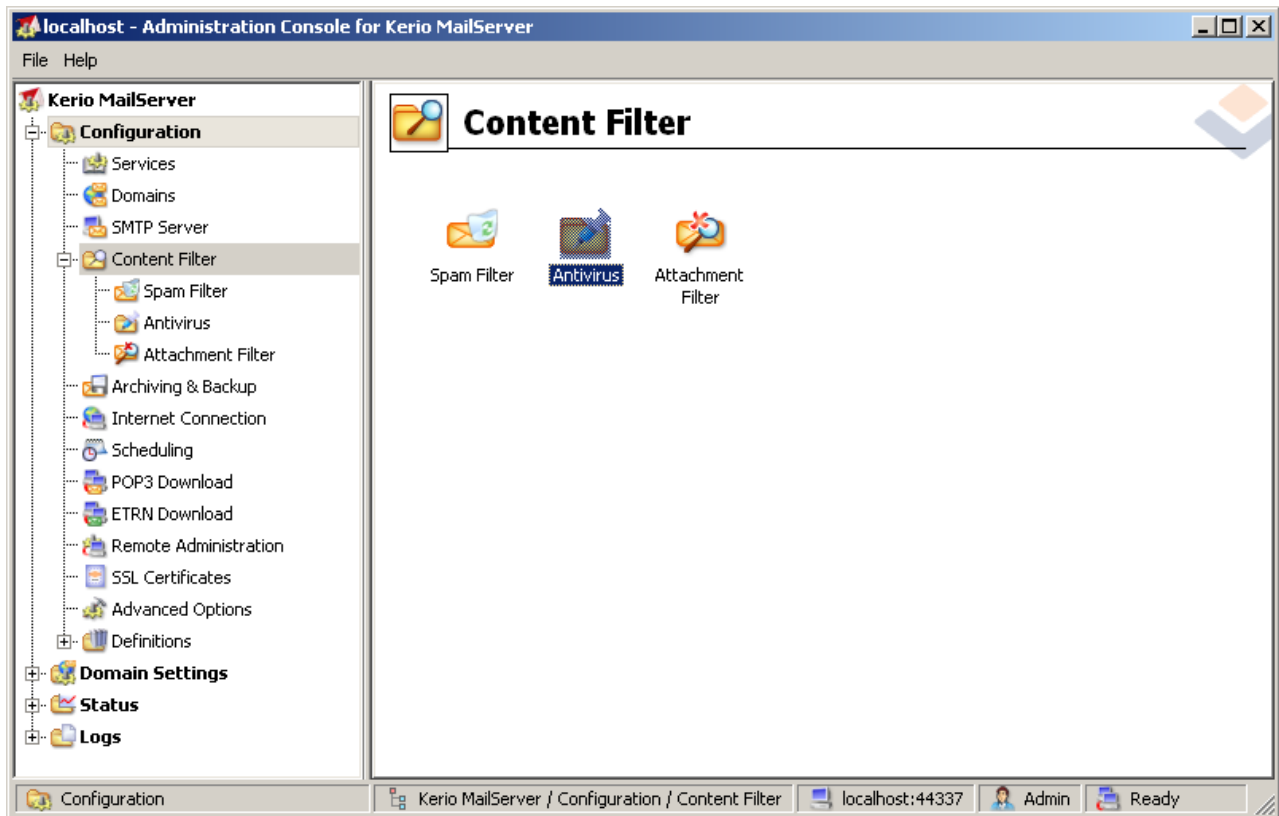 localhost - Administration Console for Kerio MailServer
File Help
Kerio MailServer
Configuration
Services
Domains
SMTP Server
Content Filter
Spam Filter
Antivirus
Attachment Filter
Archiving & Backup
Internet Connection
Scheduling
POP3 Download
ETRN Download
Remote Administration
SSL Certificates
Advanced Options
Definitions
Domain Settings
Status
Logs
Content Filter
Spam Filter
Antivirus
Attachment
Filter
Configuration
Kerio MailServer / Configuration / Content Filter
localhost:44337
Admin
Ready